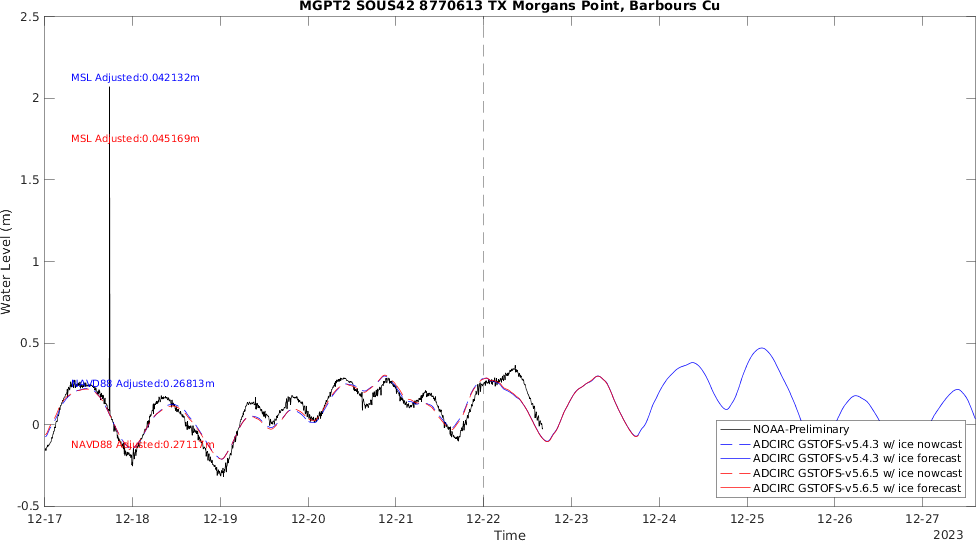 MGPT2 SOUS42 8770613 TX Morgans Point, Barbours Cu
2.5
MSL Adjusted:0.042132m
2
MSL Adjusted:0.045169m
1.5
Water Level (m)
1
0.5
NAVD88 Adjusted:0.26813m
0
NOAA-Preliminary
NAVD88 Adjusted:0.27117m
ADCIRC GSTOFS-v5.4.3 w/ ice nowcast
ADCIRC GSTOFS-v5.4.3 w/ ice forecast
ADCIRC GSTOFS-v5.6.5 w/ ice nowcast
ADCIRC GSTOFS-v5.6.5 w/ ice forecast
-0.5
12-17 12-18 12-19 12-20 12-21 12-22 12-23 12-24 12-25 12-26 12-27
Time
2023